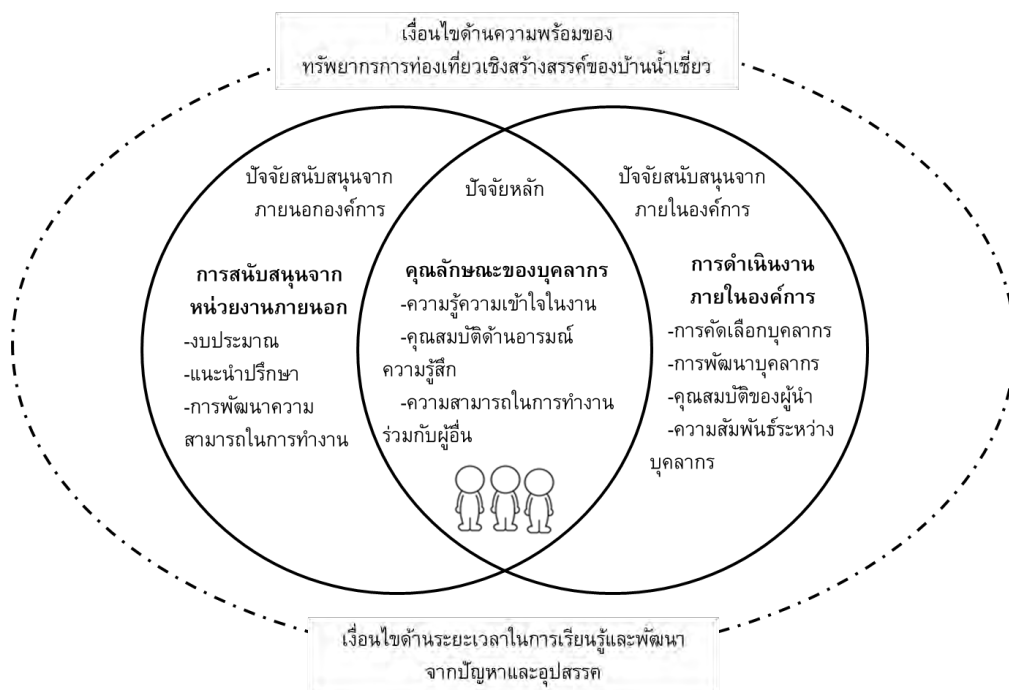 เงื่อนไขด้านความพร้อมของ
ทรัพยากรการท่องเที่ยวเชิงสร้างสรรค์ของบ้านน้ำเชี่ยว
ปัจจัยสนับสนุนจาก
ภายนอกองค์การ
การสนับสนุนจาก
หน่วยงานภายนอก
-งบประมาณ
-แนะนำปรึกษา
-การพัฒนาความ
สามารถในการทำงาน
ปัจจัยหลัก
คุณลักษณะของบุคลากร
-ความรู้ความเข้าใจในงาน
-คุณสมบัติด้านอารมณ์
ความรู้สึก
-ความสามารถในการทำงาน
ร่วมกับผู้อื่น
ปัจจัยสนับสนุนจาก
ภายในองค์การ
การดำเนินงาน
ภายในองค์การ
-การคัดเลือกบุคลากร
-การพัฒนาบุคลากร
-คุณสมบัติของผู้นำ
-ความสัมพันธ์ระหว่าง
บุคลากร
เงื่อนไขด้านระยะเวลาในการเรียนรู้และพัฒนา
จากปัญหาและอุปสรรค